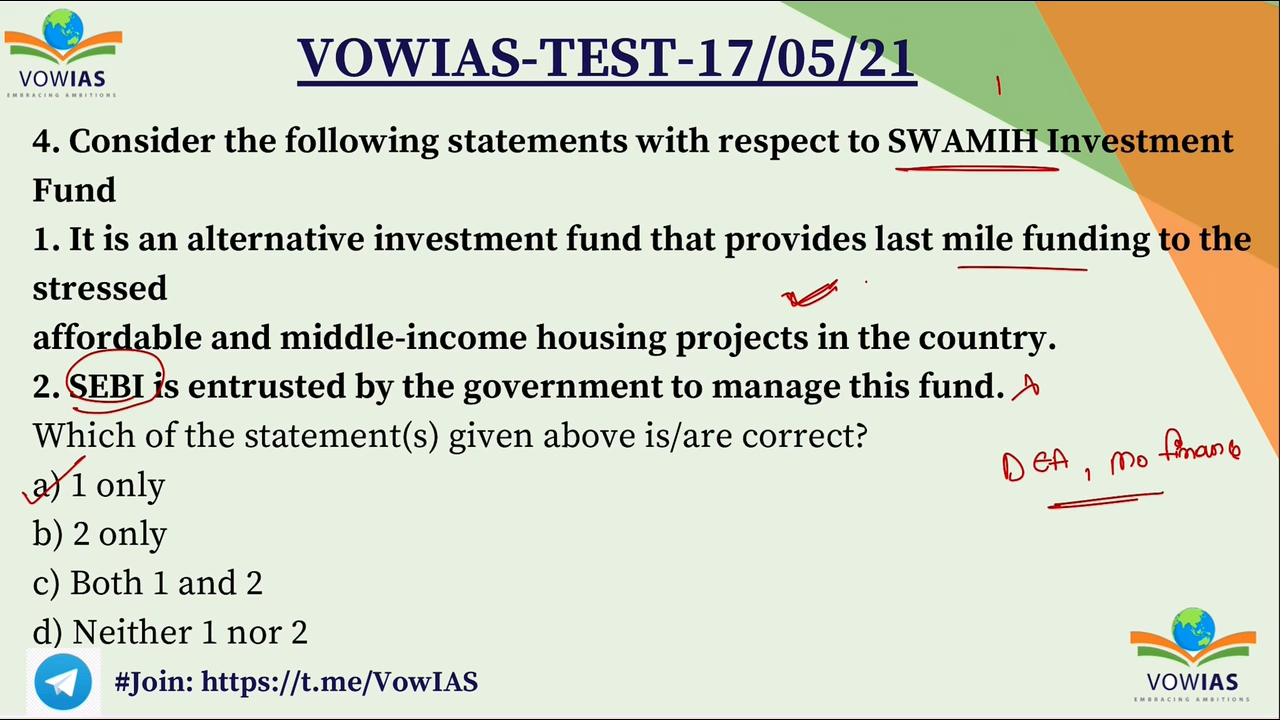 VOWIAS
EMBRACING AMBITIONS
VOWIAS-TEST-17/05/21
4. Consider the following statements with respect to SWAMIH Investment
Fund
1. It is an alternative investment fund that provides last mile funding to the
stressed
affordable and middle-income housing projects in the country.
2. SEBI is entrusted by the government to manage this fund.
Which of the statement(s) given above is/are correct?
DEA, mo finance
a) 1 only
b) 2 only
c) Both 1 and 2
d) Neither 1 nor 2
#Join: https://t.me/VowIAS
VOWIAS
EMBRACING AMBITIONS